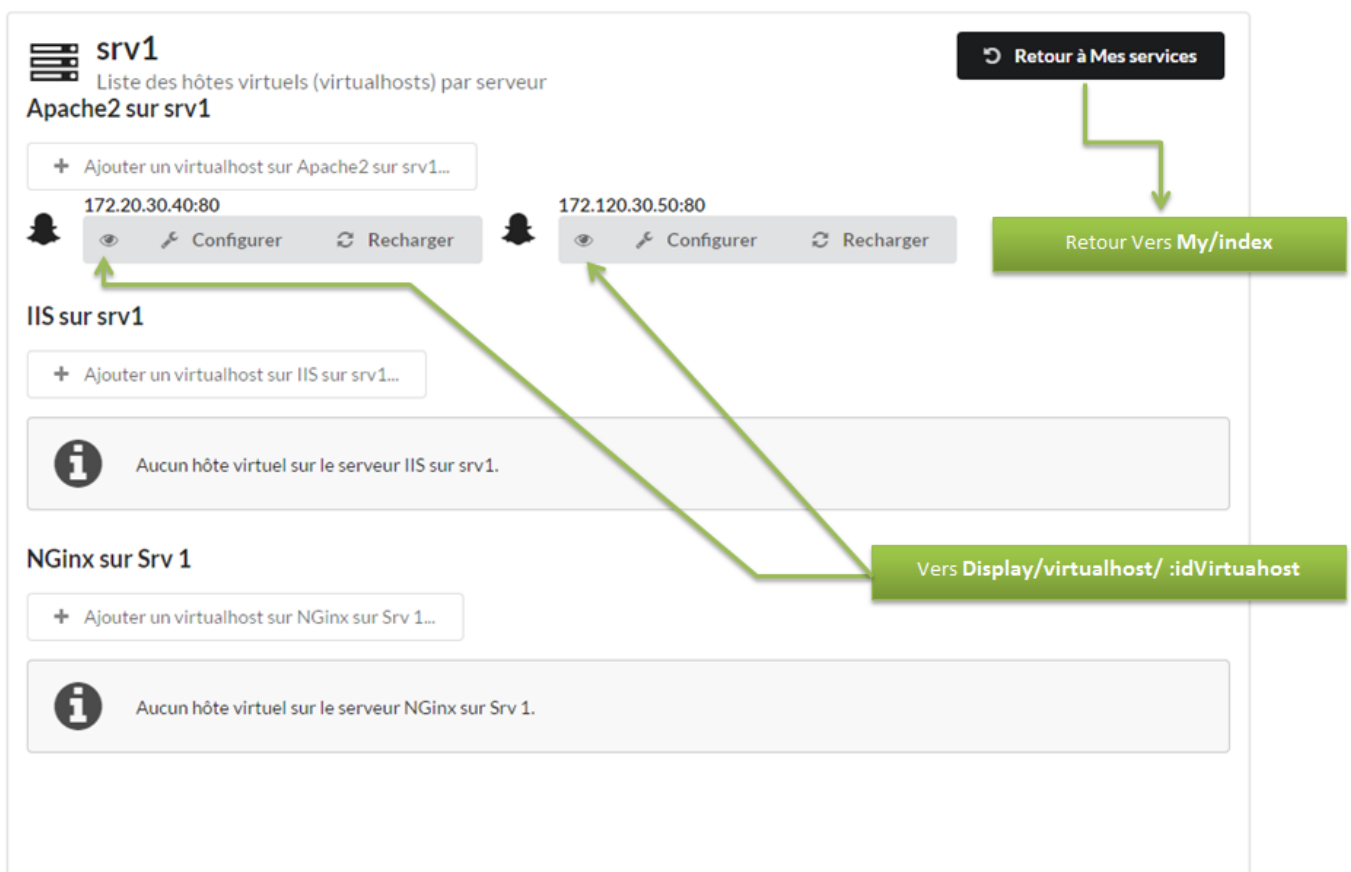 srv1
Retour à Mes services
Liste des hôtes virtuels (virtualhosts) par serveur
Apache2 sur srv1
Ajouter un virtualhost sur Apache2 sur srv1...
172.20.30.40:80
172.120.30.50:80
Configurer Recharger
Configurer Recharger
Retour Vers My/index
IIS sur srv1
Ajouter un virtualhost sur IIS sur srv1...
Aucun hôte virtuel sur le serveur IIS sur srv1.
NGinx sur Srv 1
Vers Display/virtualhost/ :idVirtuahost
Ajouter un virtualhost sur NGinx sur Srv 1...
Aucun hôte virtuel sur le serveur NGinx sur Srv 1.